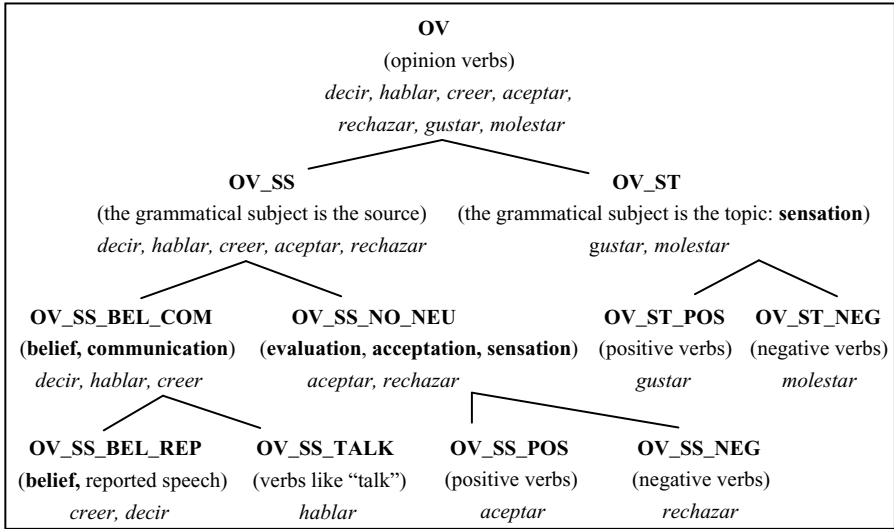 OV
(opinion verbs)
decir, hablar, creer, aceptar,
rechazar, gustar, molestar
OV_SS OV_ST
(the grammatical subject is the source) (the grammatical subject is the topic: sensation)
decir, hablar, creer, aceptar, rechazar gustar, molestar
OV_SS_BEL_COM OV_SS_NO_NEU OV_ST_POS OV_ST_NEG
(belief, communication) (evaluation, acceptation, sensation) (positive verbs) (negative verbs)
decir, hablar, creer aceptar, rechazar gustar molestar
OV_SS_BEL_REP OV_SS_TALK OV_SS_POS OV_SS_NEG
(belief, reported speech) (verbs like “talk”) (positive verbs) (negative verbs)
creer, decir hablar aceptar rechazar